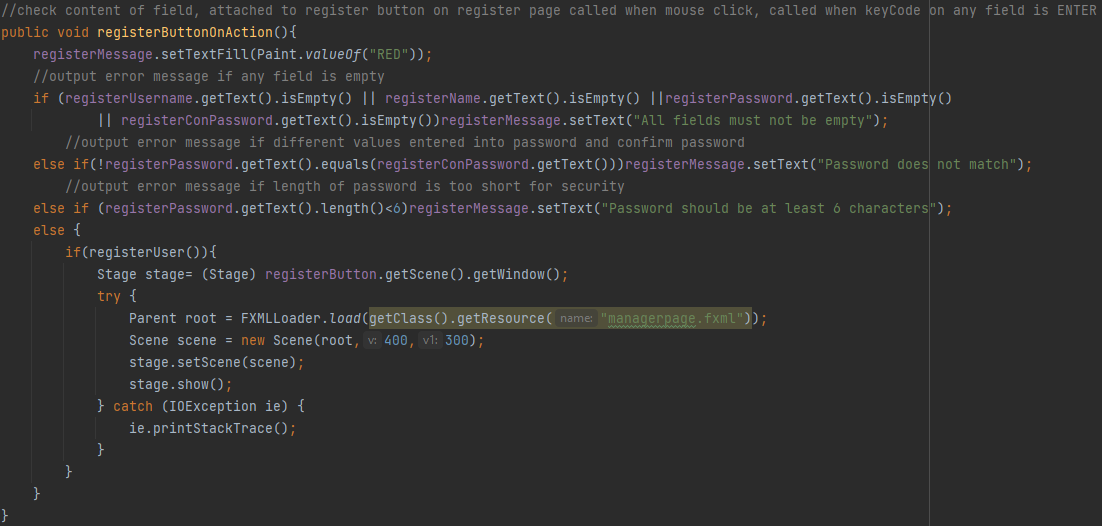 //check content of field, attached to register button on register page called when mouse click, called when keyCode on any field is ENTER
public void registerButtonOnAction(){
    registerMessage.setTextFill(Paint.valueOf("RED"));
    //output error message if any field is empty
    if (registerUsername.getText().isEmpty() || registerName.getText().isEmpty() ||registerPassword.getText().isEmpty()
            || registerConPassword.getText().isEmpty())registerMessage.setText("All fields must not be empty");
        //output error message if different values entered into password and confirm password
    else if(!registerPassword.getText().equals(registerConPassword.getText()))registerMessage.setText("Password does not match");
        //output error message if length of password is too short for security
    else if (registerPassword.getText().length()<6)registerMessage.setText("Password should be at least 6 characters");
    else {
        if(registerUser()){
            Stage stage= (Stage) registerButton.getScene().getWindow();
            try {
                Parent root = FXMLLoader.load(getClass().getResource( name: "managerpage.fxml"));
                Scene scene = new Scene(root, v: 400, v1: 300);
                stage.setScene(scene);
                stage.show();
            } catch (IOException ie) {
                ie.printStackTrace();
            }
        }
    }
}